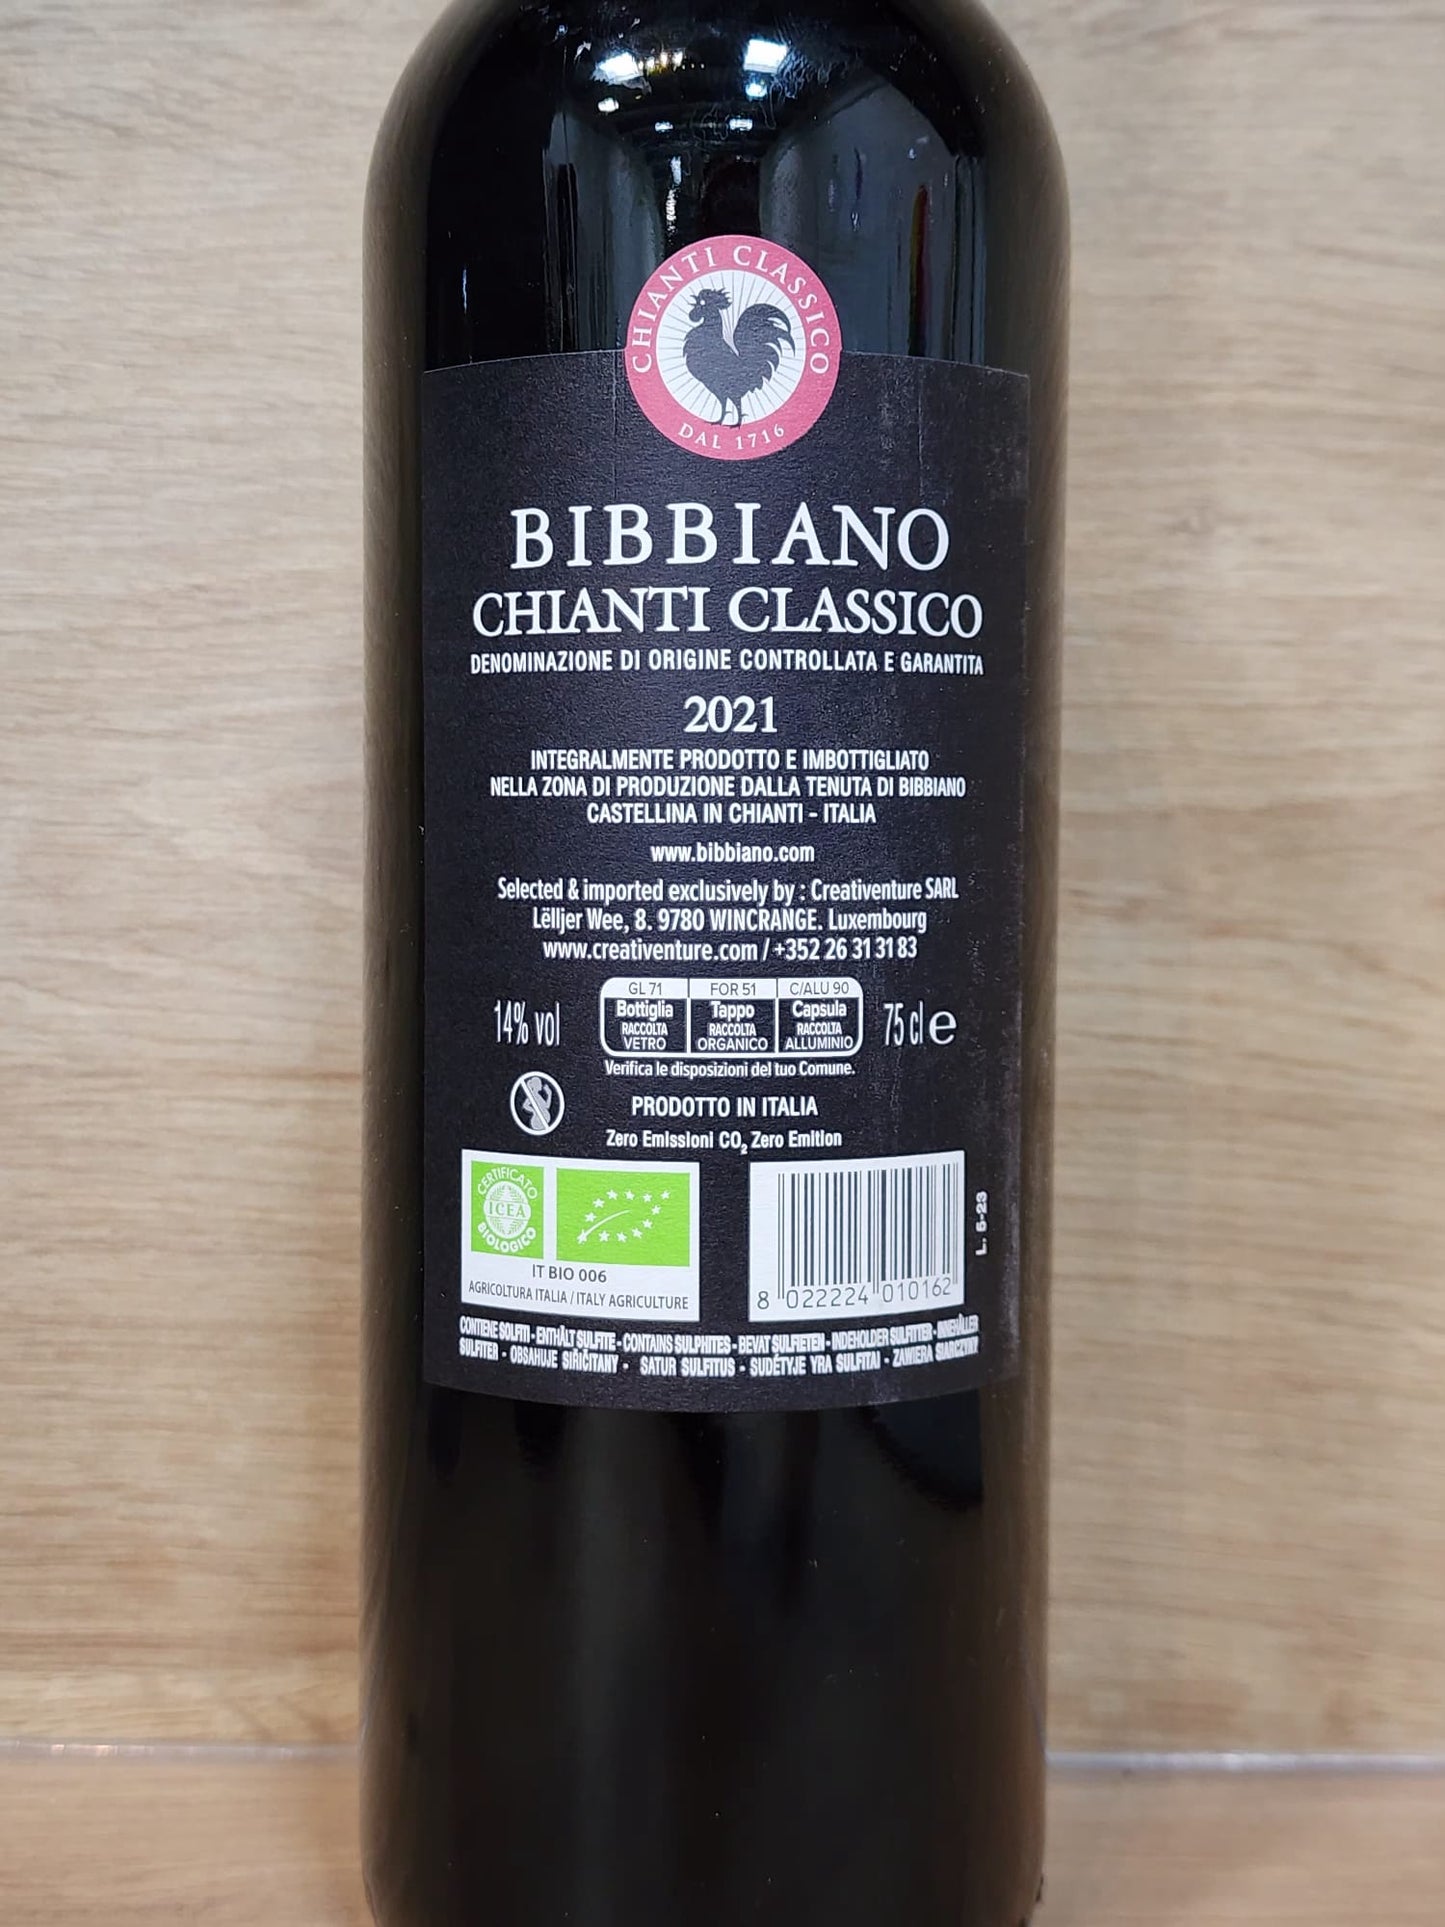 CHIANTI CLASSICO
DAL 1716
BIBBIANO
CHIANTI CLASSICO
DENOMINAZIONE DI ORIGINE CONTROLLATA E GARANTITA
2021
INTEGRALMENTE PRODOTTO E IMBOTTIGLIATO
NELLA ZONA DI PRODUZIONE DALLA TENUTA DI BIBBIANO
CASTELLINA IN CHIANTI - ITALIA
www.bibbiano.com
Selected & imported exclusively by : Creativenture SARL
Lëlljer Wee, 8. 9780 WINCRANGE. Luxembourg
www.creativenture.com / +352 26 31 31 83
14% vol
GL 71 FOR 51 C/ALU 90
Bottiglia Tappo Capsula
RACCOLTA RACCOLTA RACCOLTA
VETRO ORGANICO ALLUMINIO
75 cl e
Verifica le disposizioni del tuo Comune.
PRODOTTO IN ITALIA
Zero Emissioni CO₂ Zero Emition
CERTIFICATO
ICEA
BIOLOGICO
IT BIO 006
AGRICOLTURA ITALIA / ITALY AGRICULTURE
8 022224 010162
L. 5-23
CONTIENE SOLFITI - ENTHÄLT SULFITE - CONTAINS SULPHITES - BEVAT SULFIETEN - INDEHOLDER SULFITTER - INNEHÅLLER
SULFITER - OBSAHUJE SIŘIČITANY - SATUR SULFITUS - SUDĖTYJE YRA SULFITAI - ZAWIERA SIARCZYNY